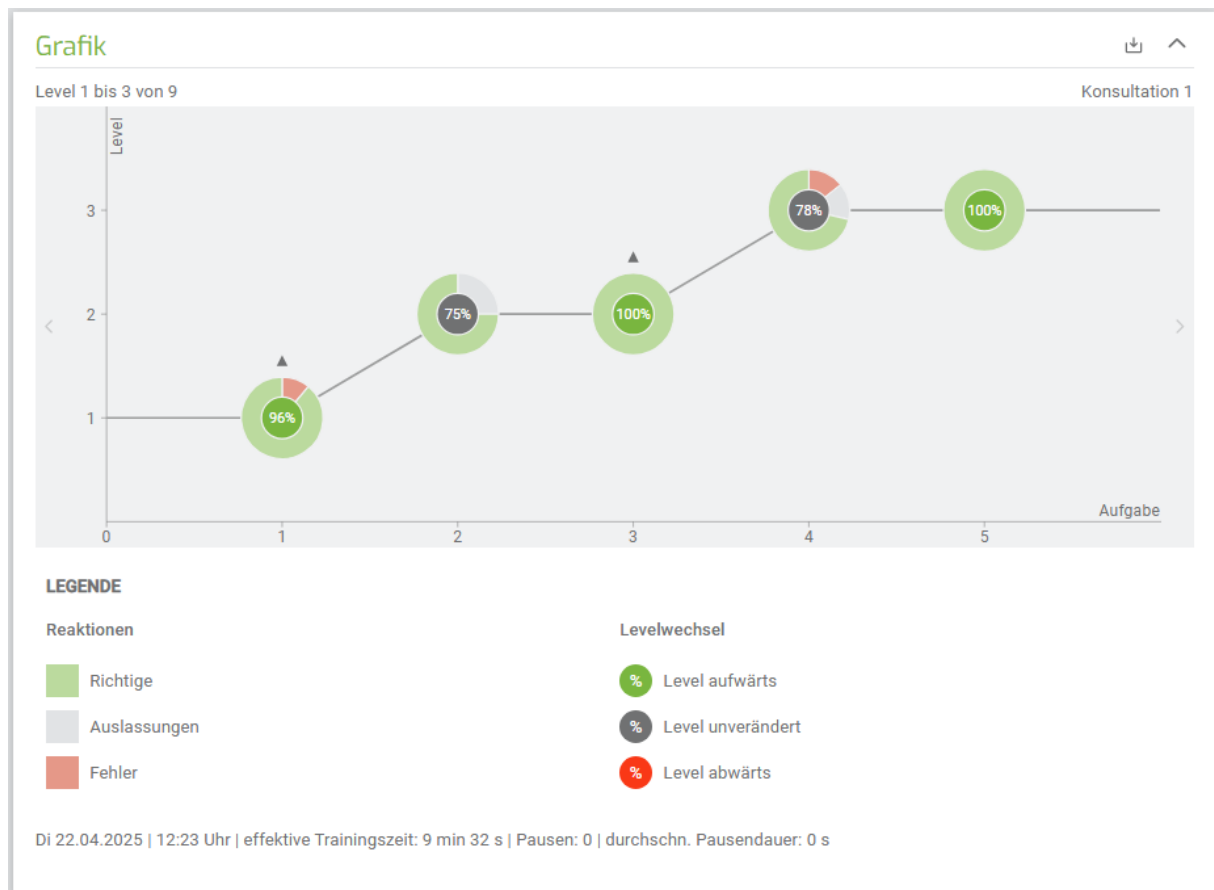 Grafik
Level 1 bis 3 von 9
Konsultation 1
Level
3
78%
100%
2
75%
100%
1
96%
Aufgabe
0
1
2
3
4
5
LEGENDE
Reaktionen
Levelwechsel
Richtige
% Level aufwärts
Auslassungen
% Level unverändert
Fehler
% Level abwärts
Di 22.04.2025 | 12:23 Uhr | effektive Trainingszeit: 9 min 32 s | Pausen: 0 | durchschn. Pausendauer: 0 s